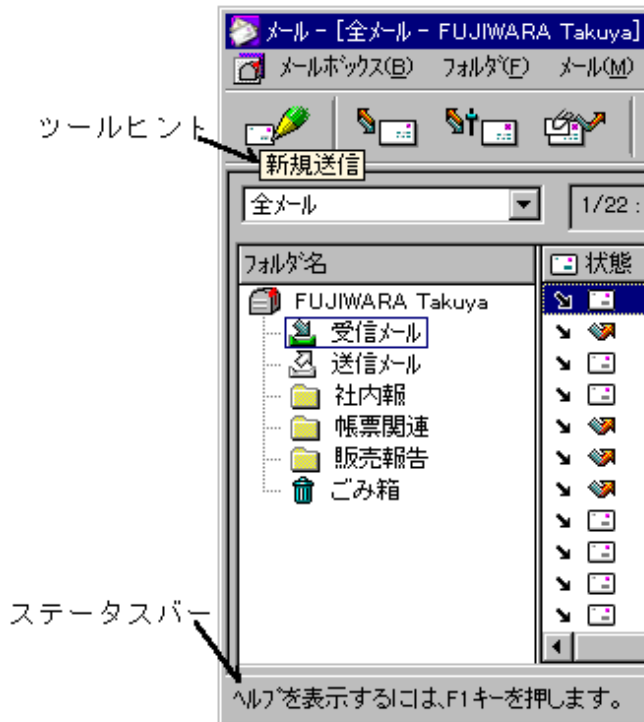 メール - [全メール - FUJIWARA Takuya]
メールボックス(B) フォルダ(F) メール(M)
ツールヒント
新規送信
全メール 1/22 :
フォルダ名 状態
FUJIWARA Takuya
受信メール
送信メール
社内報
帳票関連
販売報告
ごみ箱
ステータスバー
ヘルプを表示するには、F1キーを押します。